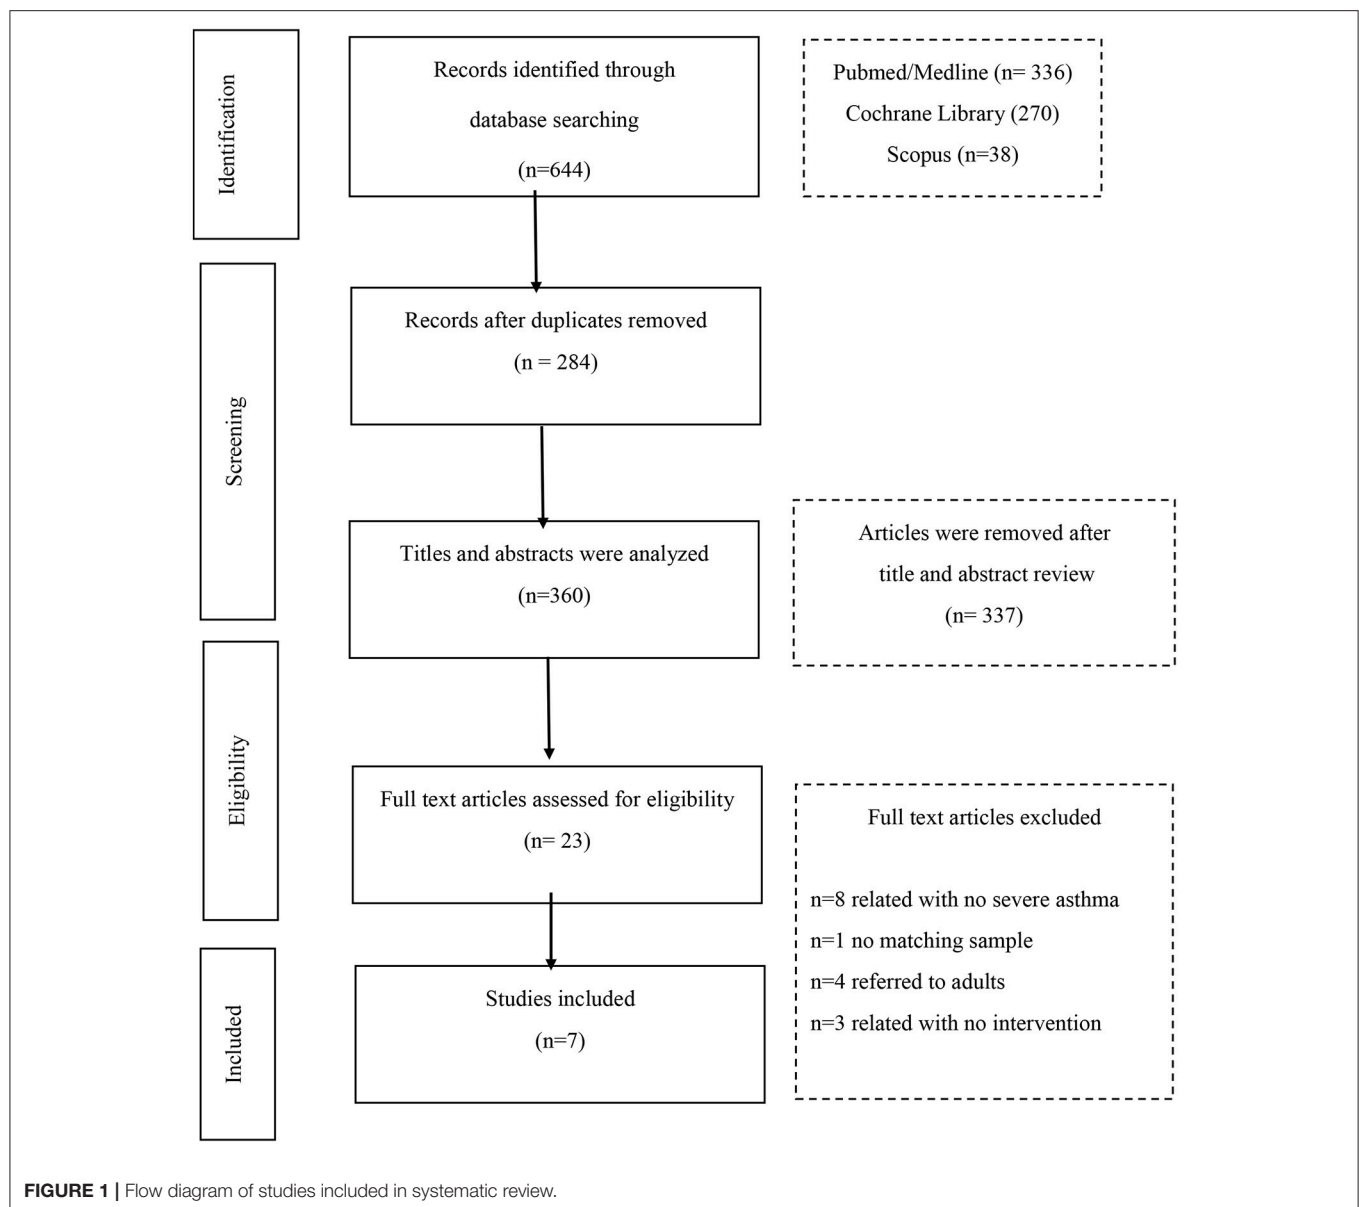 Identification
Records identified through
database searching
(n=644)
Pubmed/Medline (n= 336)
Cochrane Library (270)
Scopus (n=38)
Screening
Records after duplicates removed
(n = 284)
Titles and abstracts were analyzed
(n=360)
Articles were removed after
title and abstract review
(n= 337)
Eligibility
Full text articles assessed for eligibility
(n= 23)
Full text articles excluded
n=8 related with no severe asthma
n=1 no matching sample
n=4 referred to adults
n=3 related with no intervention
Included
Studies included
(n=7)
FIGURE 1 | Flow diagram of studies included in systematic review.